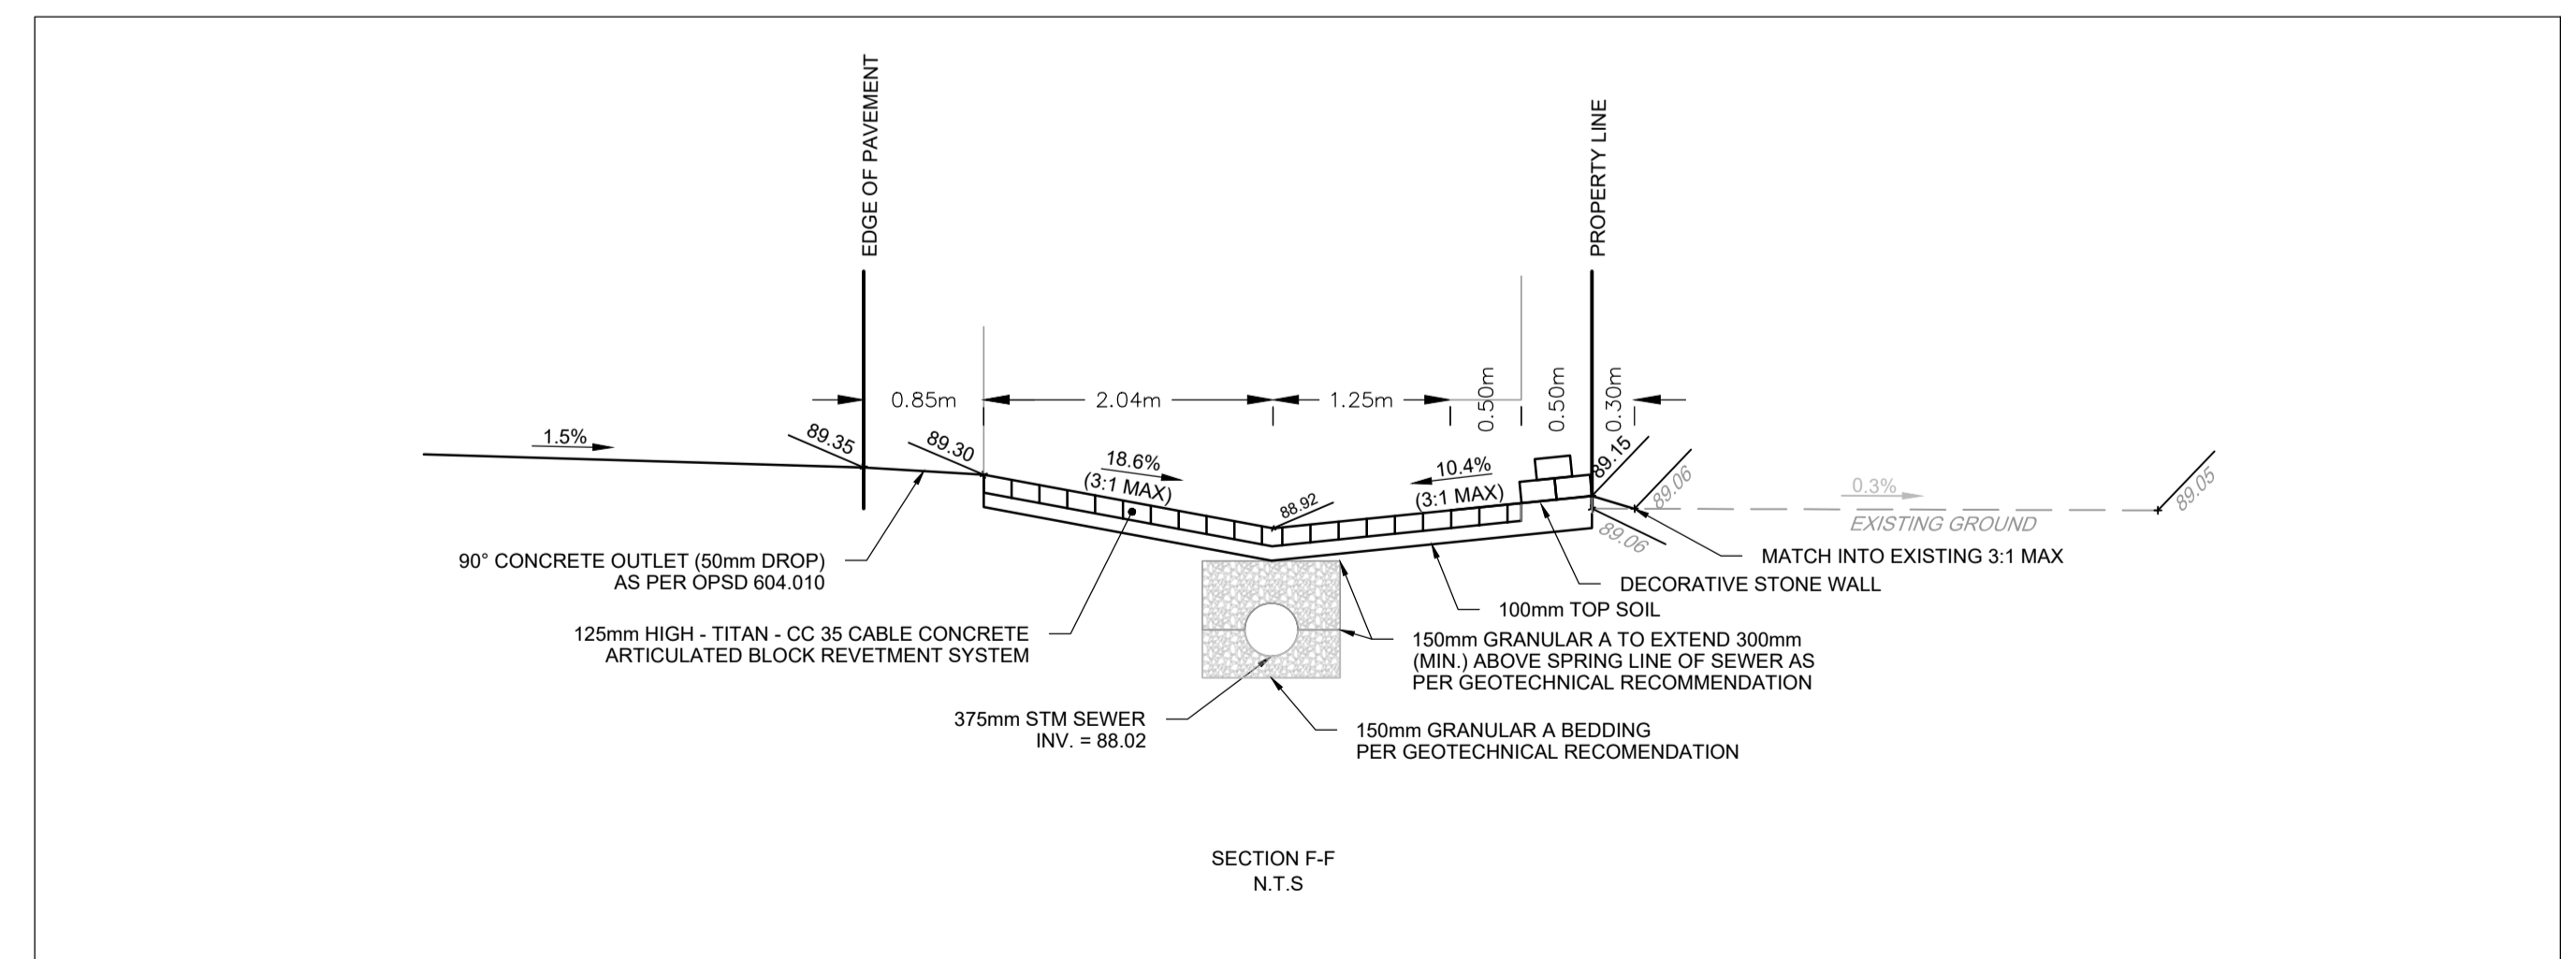 EDGE OF PAVEMENT
PROPERTY LINE
0.85m
2.04m
1.25m
0.50m
0.50m
0.30m
1.5%
89.35
89.30
18.6%
(3:1 MAX)
88.92
10.4%
(3:1 MAX)
89.15
89.06
89.06
0.3%
EXISTING GROUND
89.05
90° CONCRETE OUTLET (50mm DROP)
AS PER OPSD 604.010
125mm HIGH - TITAN - CC 35 CABLE CONCRETE
ARTICULATED BLOCK REVETMENT SYSTEM
375mm STM SEWER
INV. = 88.02
MATCH INTO EXISTING 3:1 MAX
DECORATIVE STONE WALL
100mm TOP SOIL
150mm GRANULAR A TO EXTEND 300mm
(MIN.) ABOVE SPRING LINE OF SEWER AS
PER GEOTECHNICAL RECOMMENDATION
150mm GRANULAR A BEDDING
PER GEOTECHNICAL RECOMENDATION
SECTION F-F
N.T.S